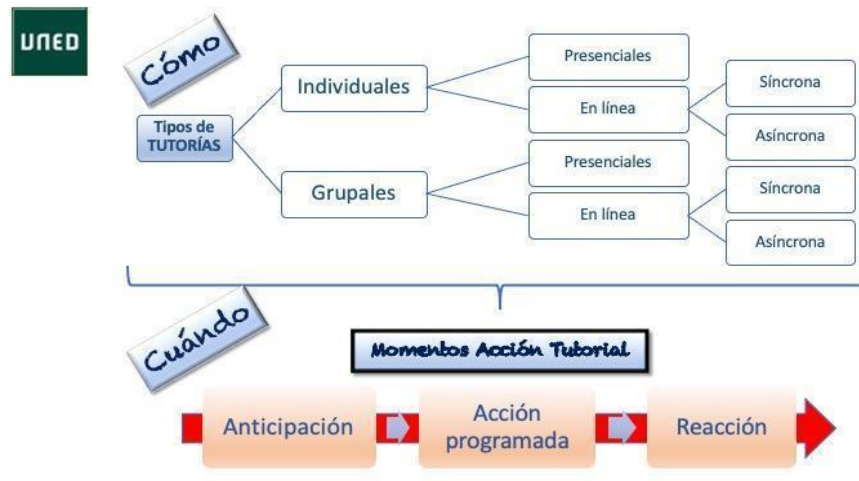 UNED
Cómo
Tipos de
TUTORÍAS
Individuales
Presenciales
En línea
Síncrona
Asíncrona
Grupales
Presenciales
En línea
Síncrona
Asíncrona
Cuándo
Momentos Acción Tutorial
Anticipación
Acción
programada
Reacción